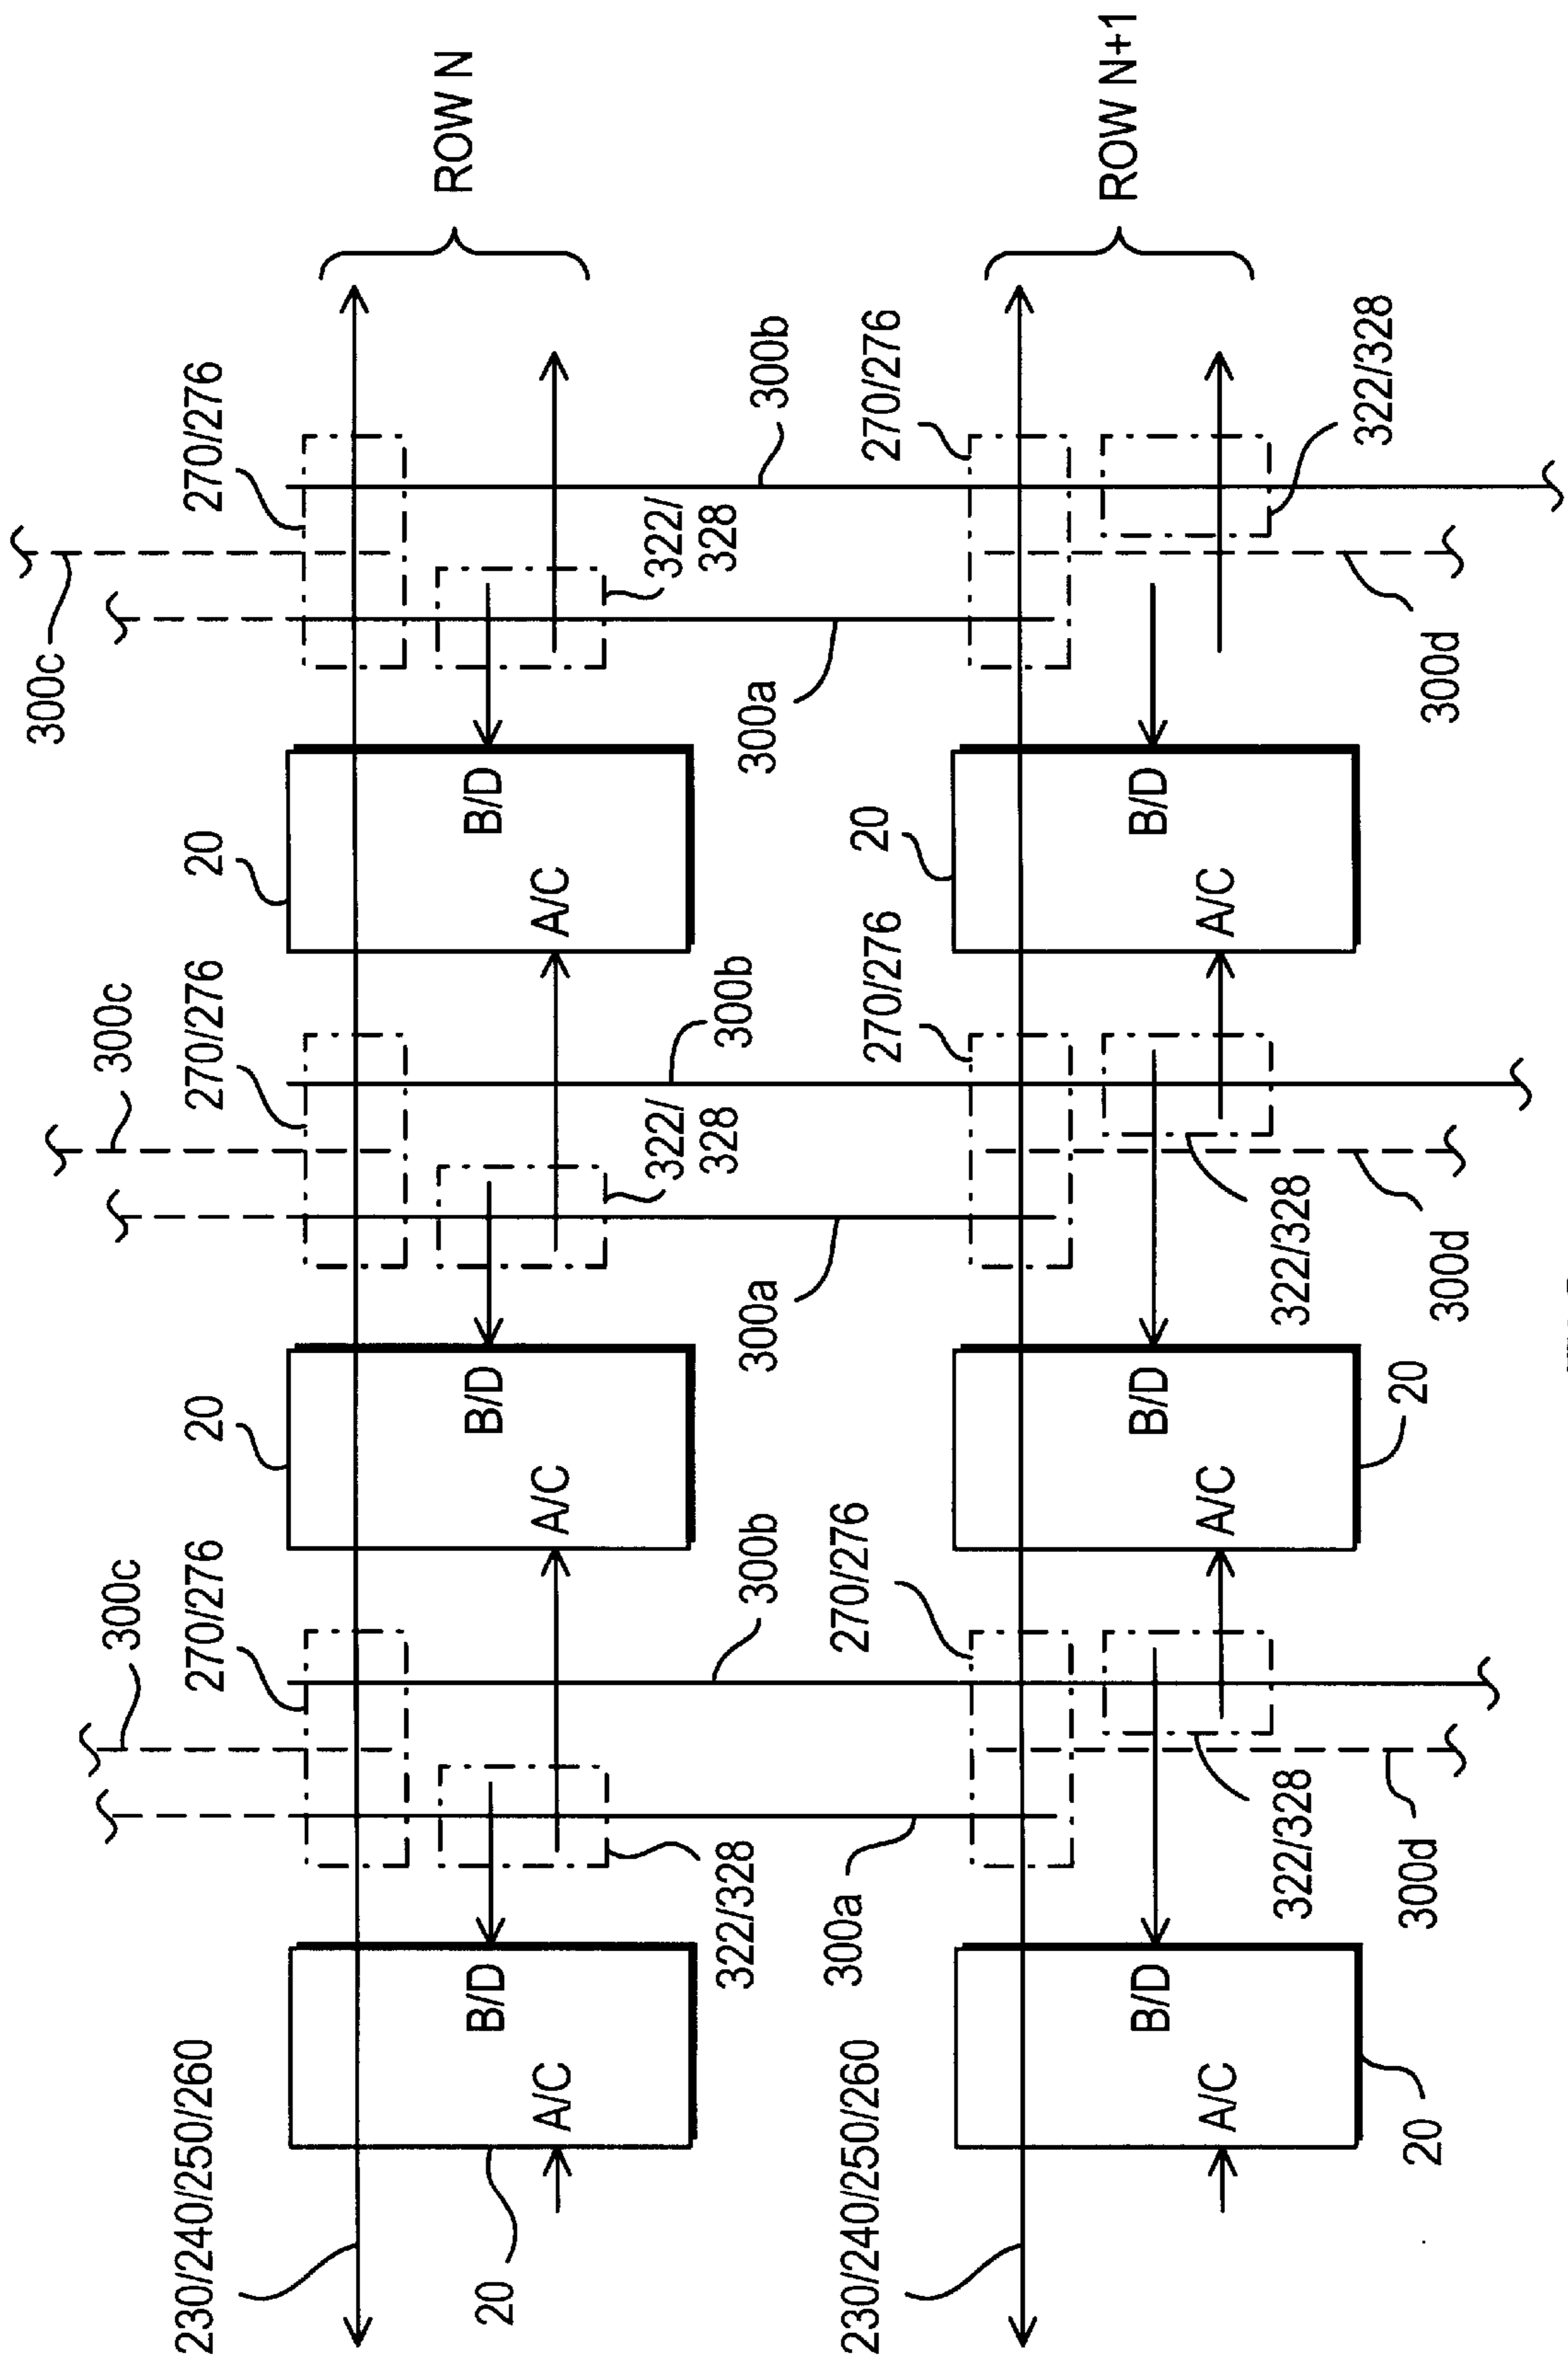 ROW N
ROW N+1
300c
270/276
300b
270/276
322/
328
322/328
300a
300d
20
B/D
A/C
20
B/D
A/C
300c
270/276
300b
270/276
322/
328
322/328
300a
300d
20
B/D
A/C
B/D
A/C
20
300c
270/276
300b
270/276
322/328
300a
322/328
300d
230/240/250/260
B/D
A/C
20
230/240/250/260
B/D
A/C
20